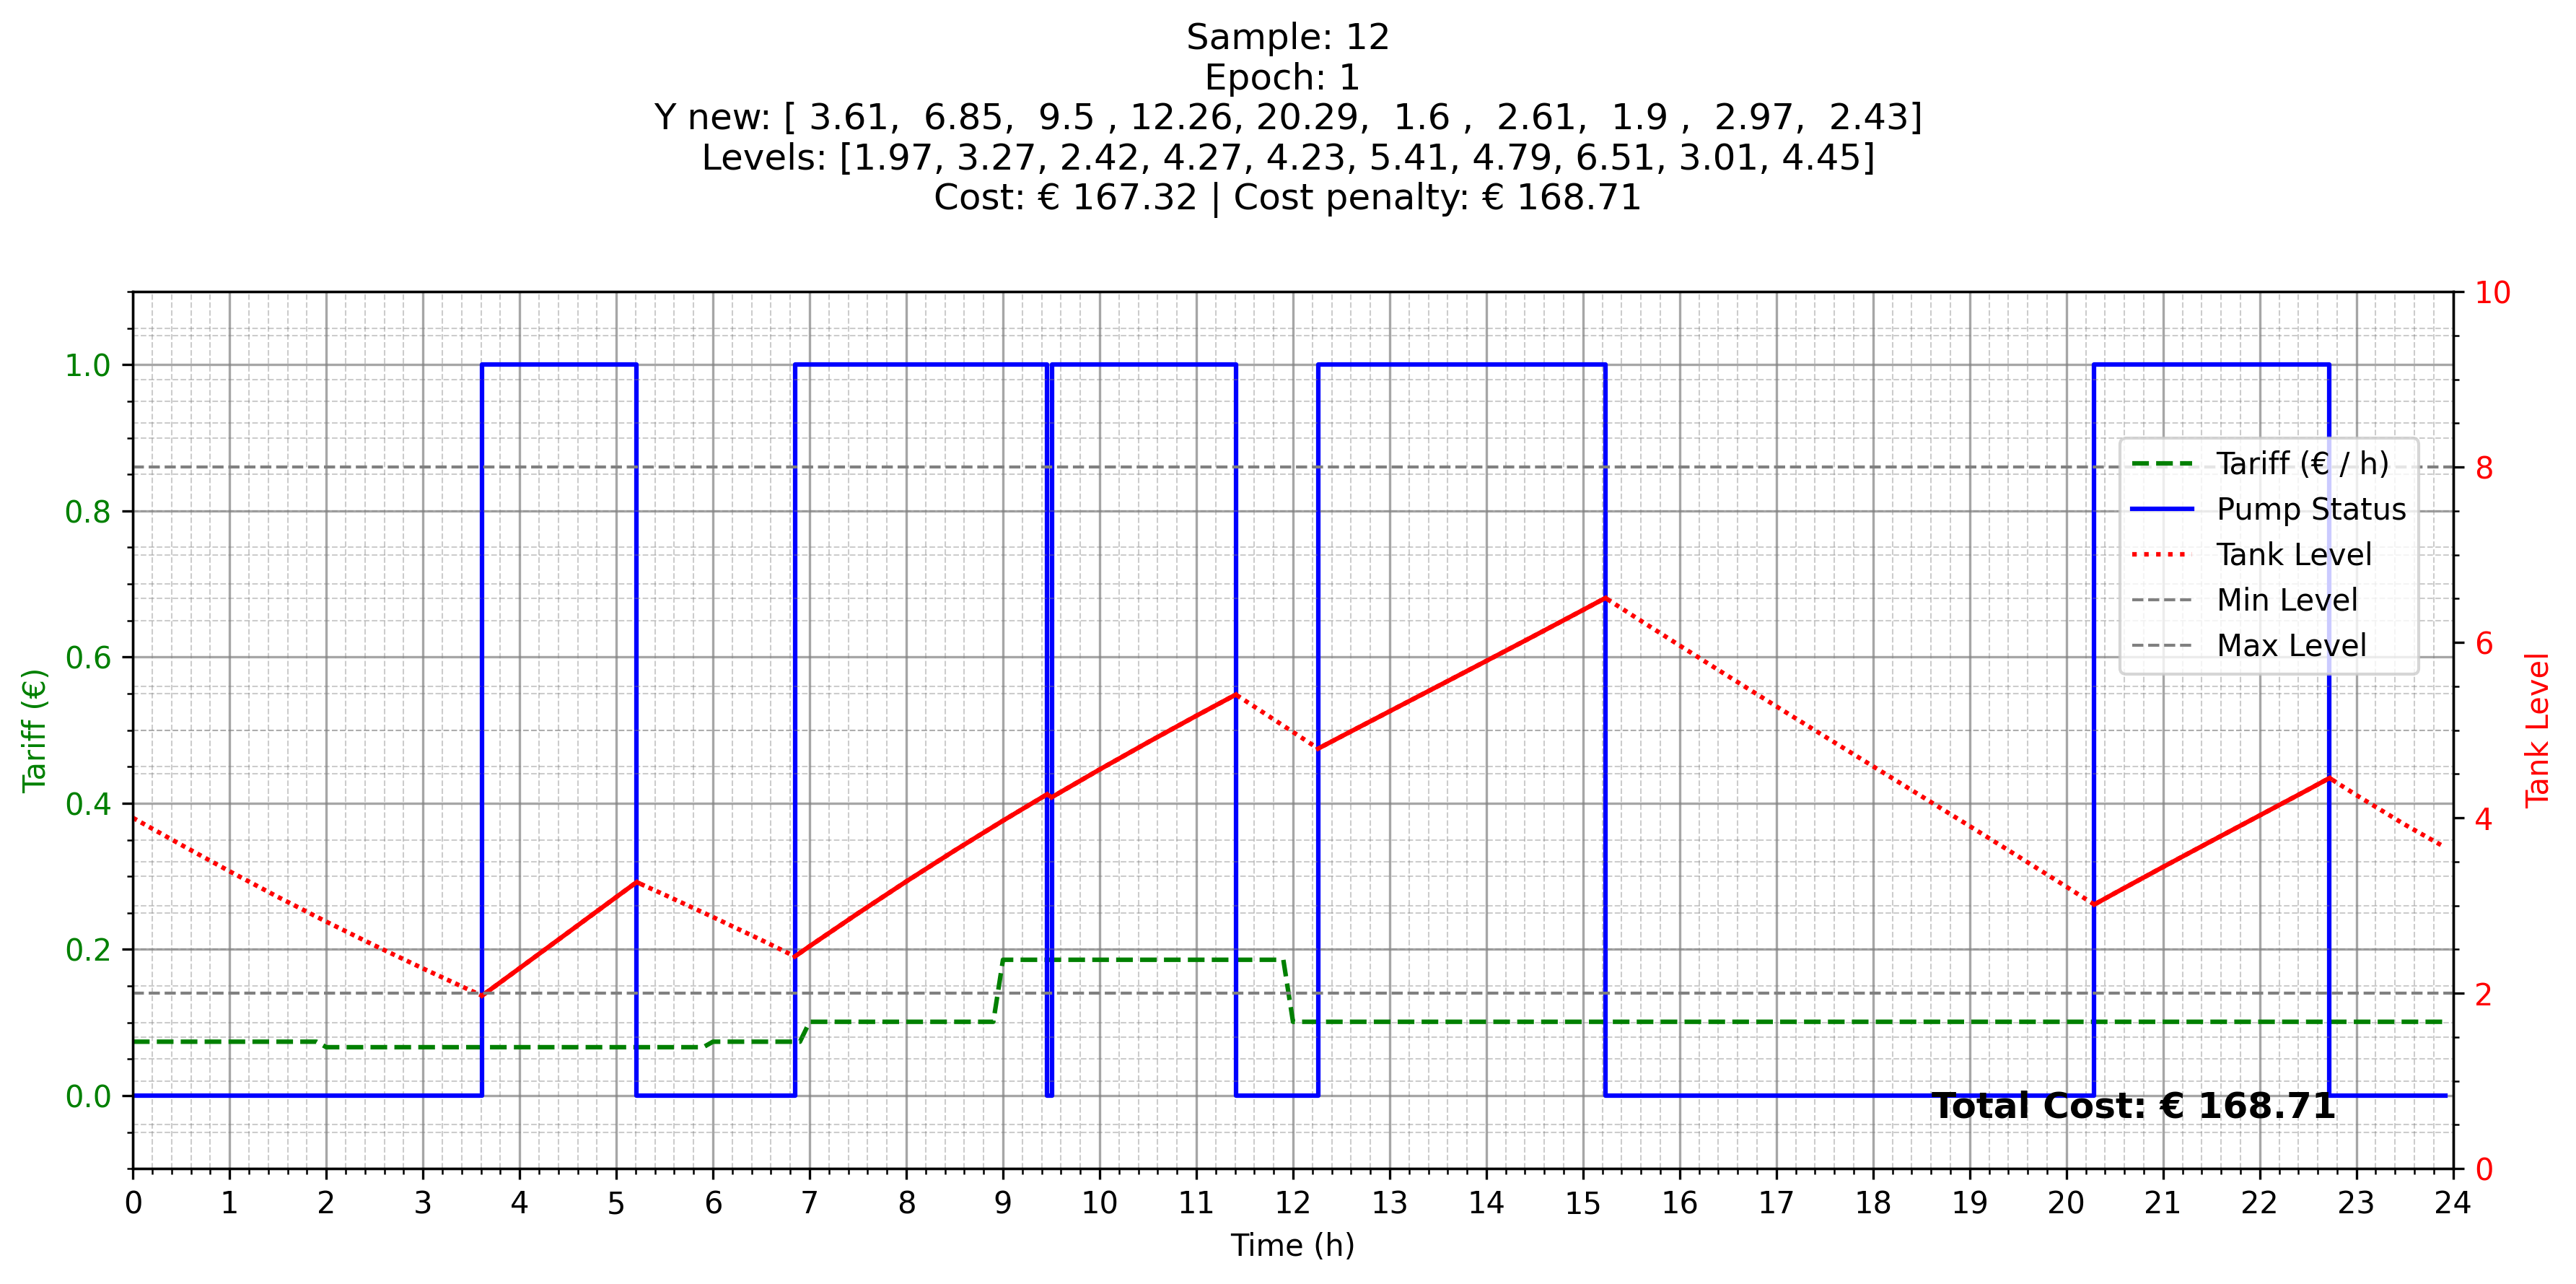 Sample: 12
Epoch: 1
Y new: [ 3.61,  6.85,  9.5 , 12.26, 20.29,  1.6 ,  2.61,  1.9 ,  2.97,  2.43]
Levels: [1.97, 3.27, 2.42, 4.27, 4.23, 5.41, 4.79, 6.51, 3.01, 4.45]
Cost: € 167.32 | Cost penalty: € 168.71
Tariff (€)
1.0
0.8
0.6
0.4
0.2
0.0
10
8
6
4
2
0
Tank Level
Tariff (€ / h)
Pump Status
Tank Level
Min Level
Max Level
Total Cost: € 168.71
0 1 2 3 4 5 6 7 8 9 10 11 12 13 14 15 16 17 18 19 20 21 22 23 24
Time (h)